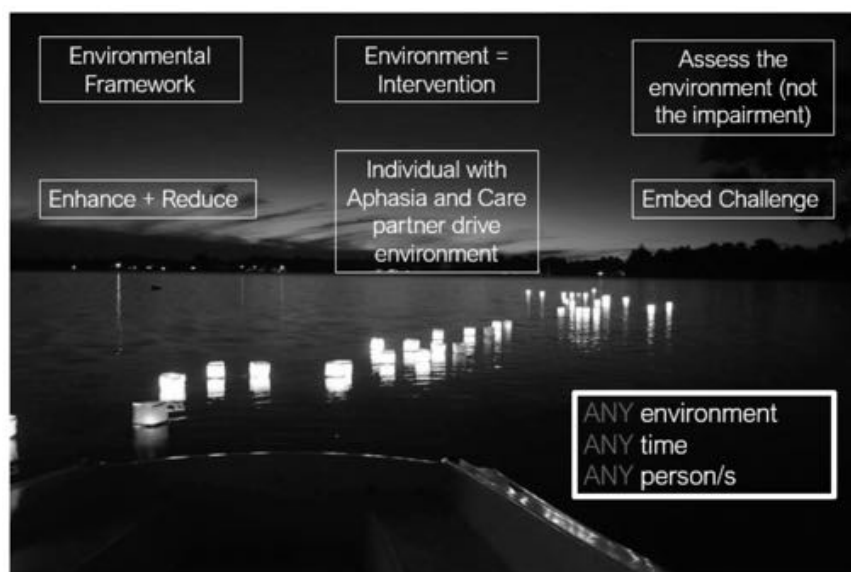 Environmental
Framework
Environment =
Intervention
Assess the
environment (not
the impairment)
Enhance + Reduce
Individual with
Aphasia and Care
partner drive
environment
Embed Challenge
ANY environment
ANY time
ANY person/s